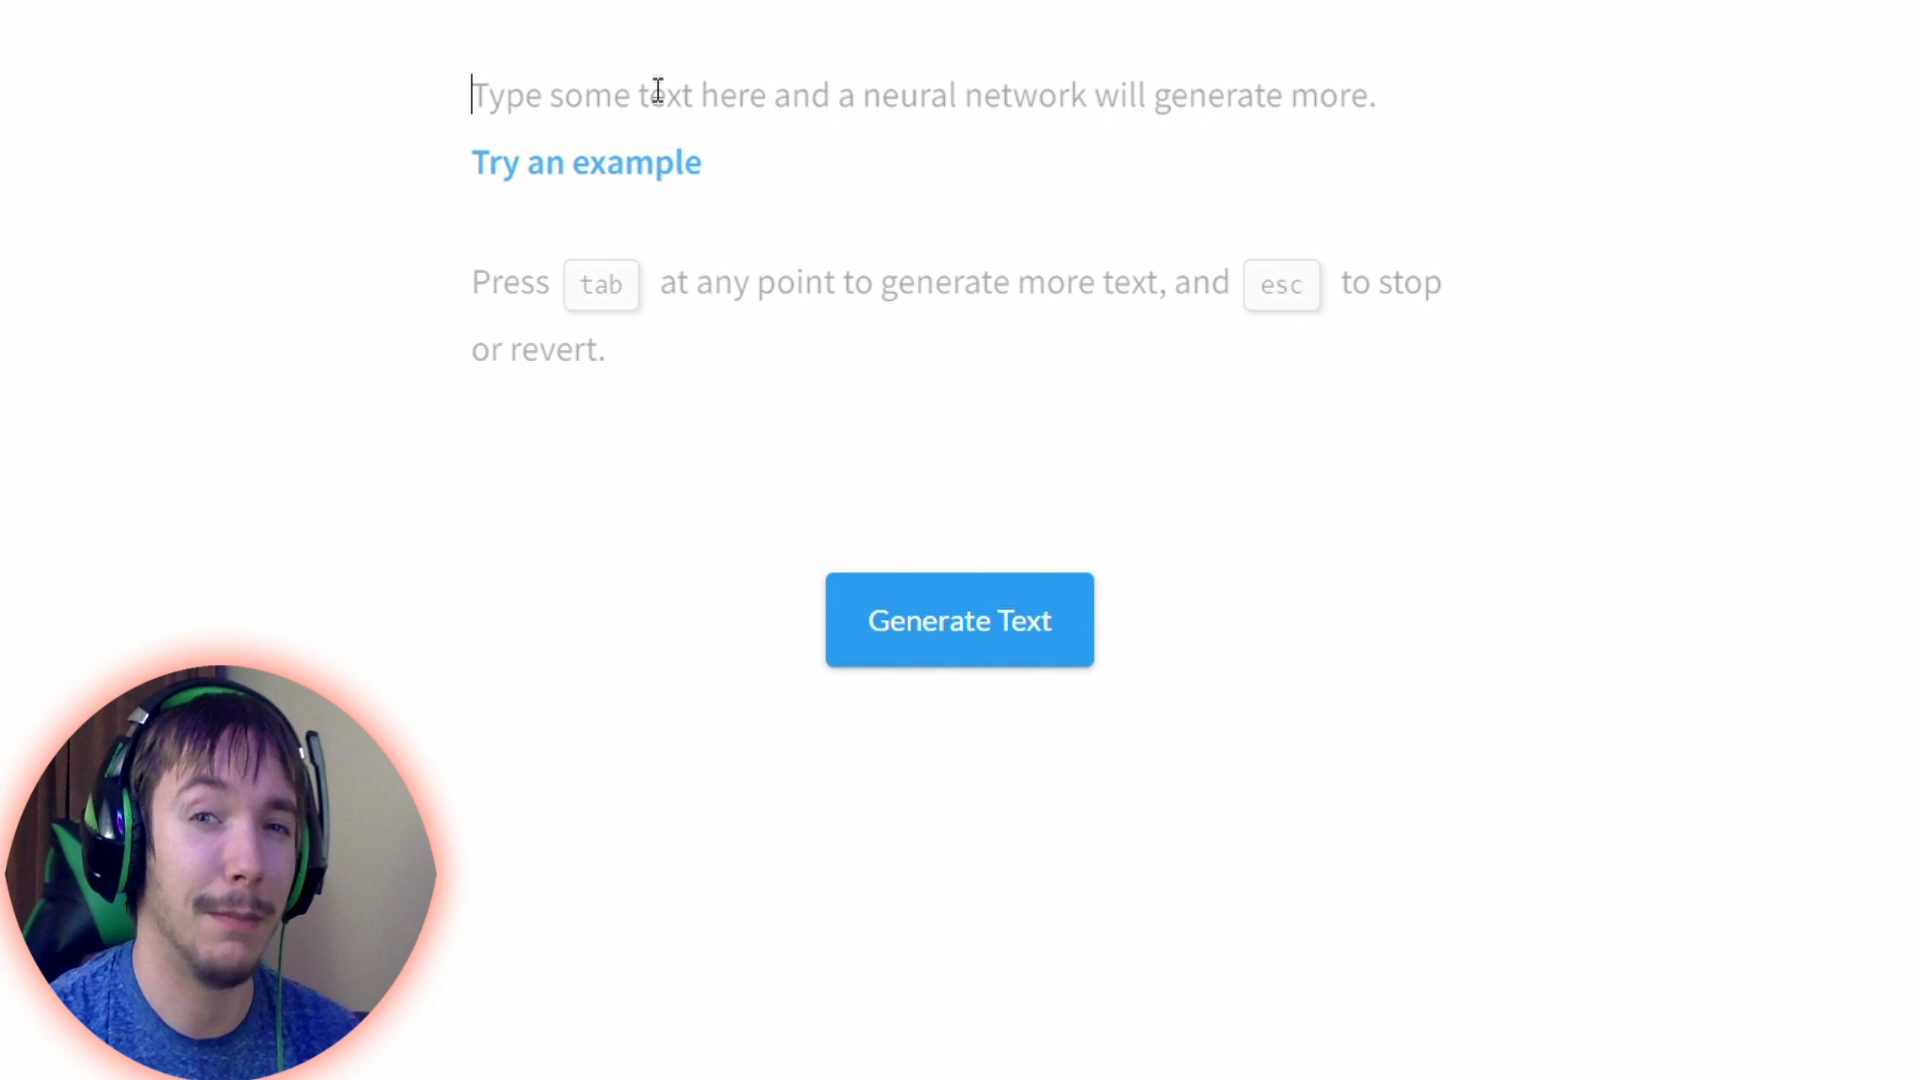 Type some text here and a neural network will generate more.
Try an example
Press tab at any point to generate more text, and esc to stop
or revert.
Generate Text